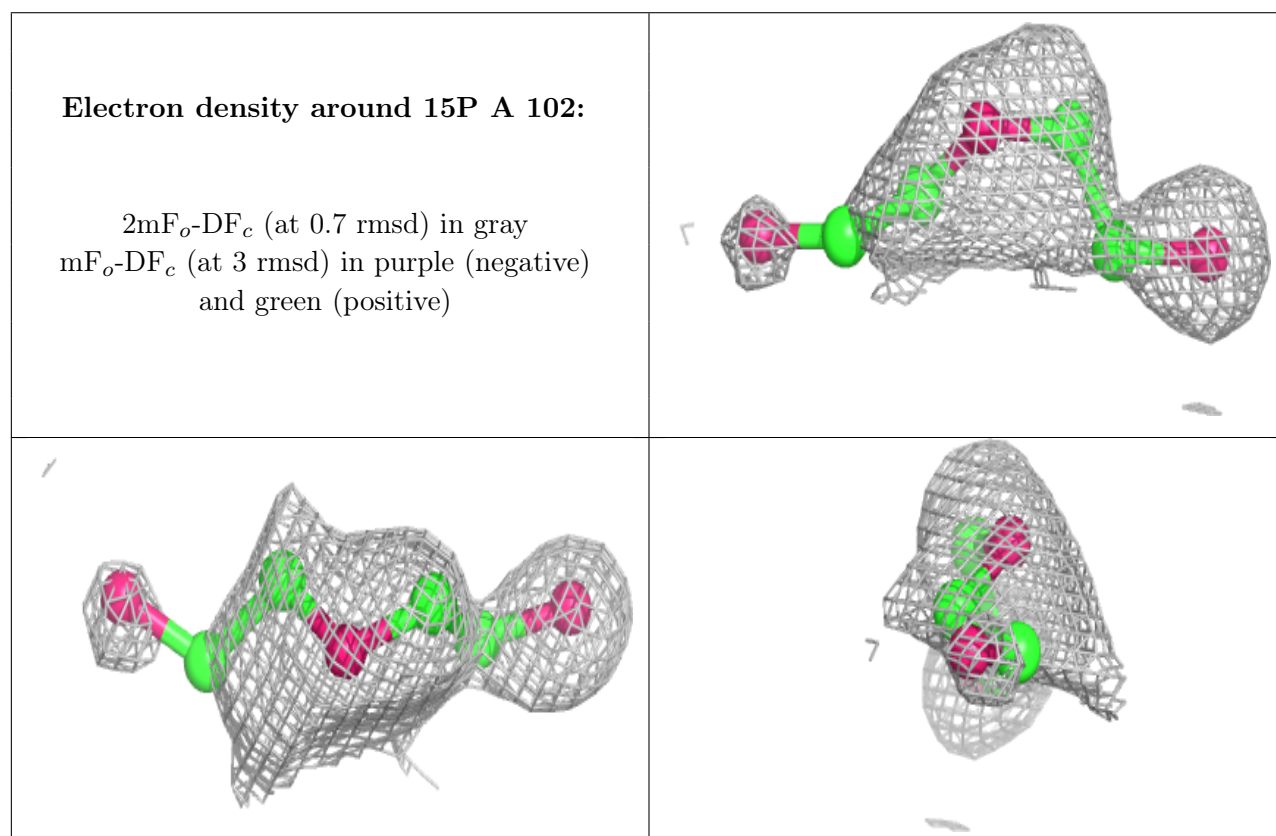 Electron density around 15P A 102:
2mFo-DFc (at 0.7 rmsd) in gray
mFo-DFc (at 3 rmsd) in purple (negative)
and green (positive)